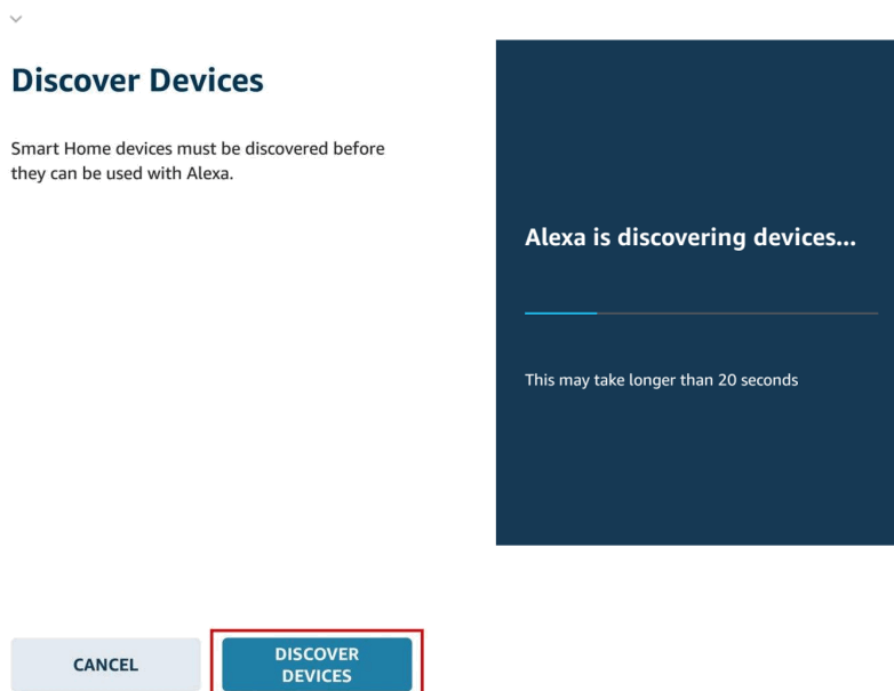 Discover Devices
Smart Home devices must be discovered before
they can be used with Alexa.
Alexa is discovering devices...
This may take longer than 20 seconds
CANCEL
DISCOVER
DEVICES